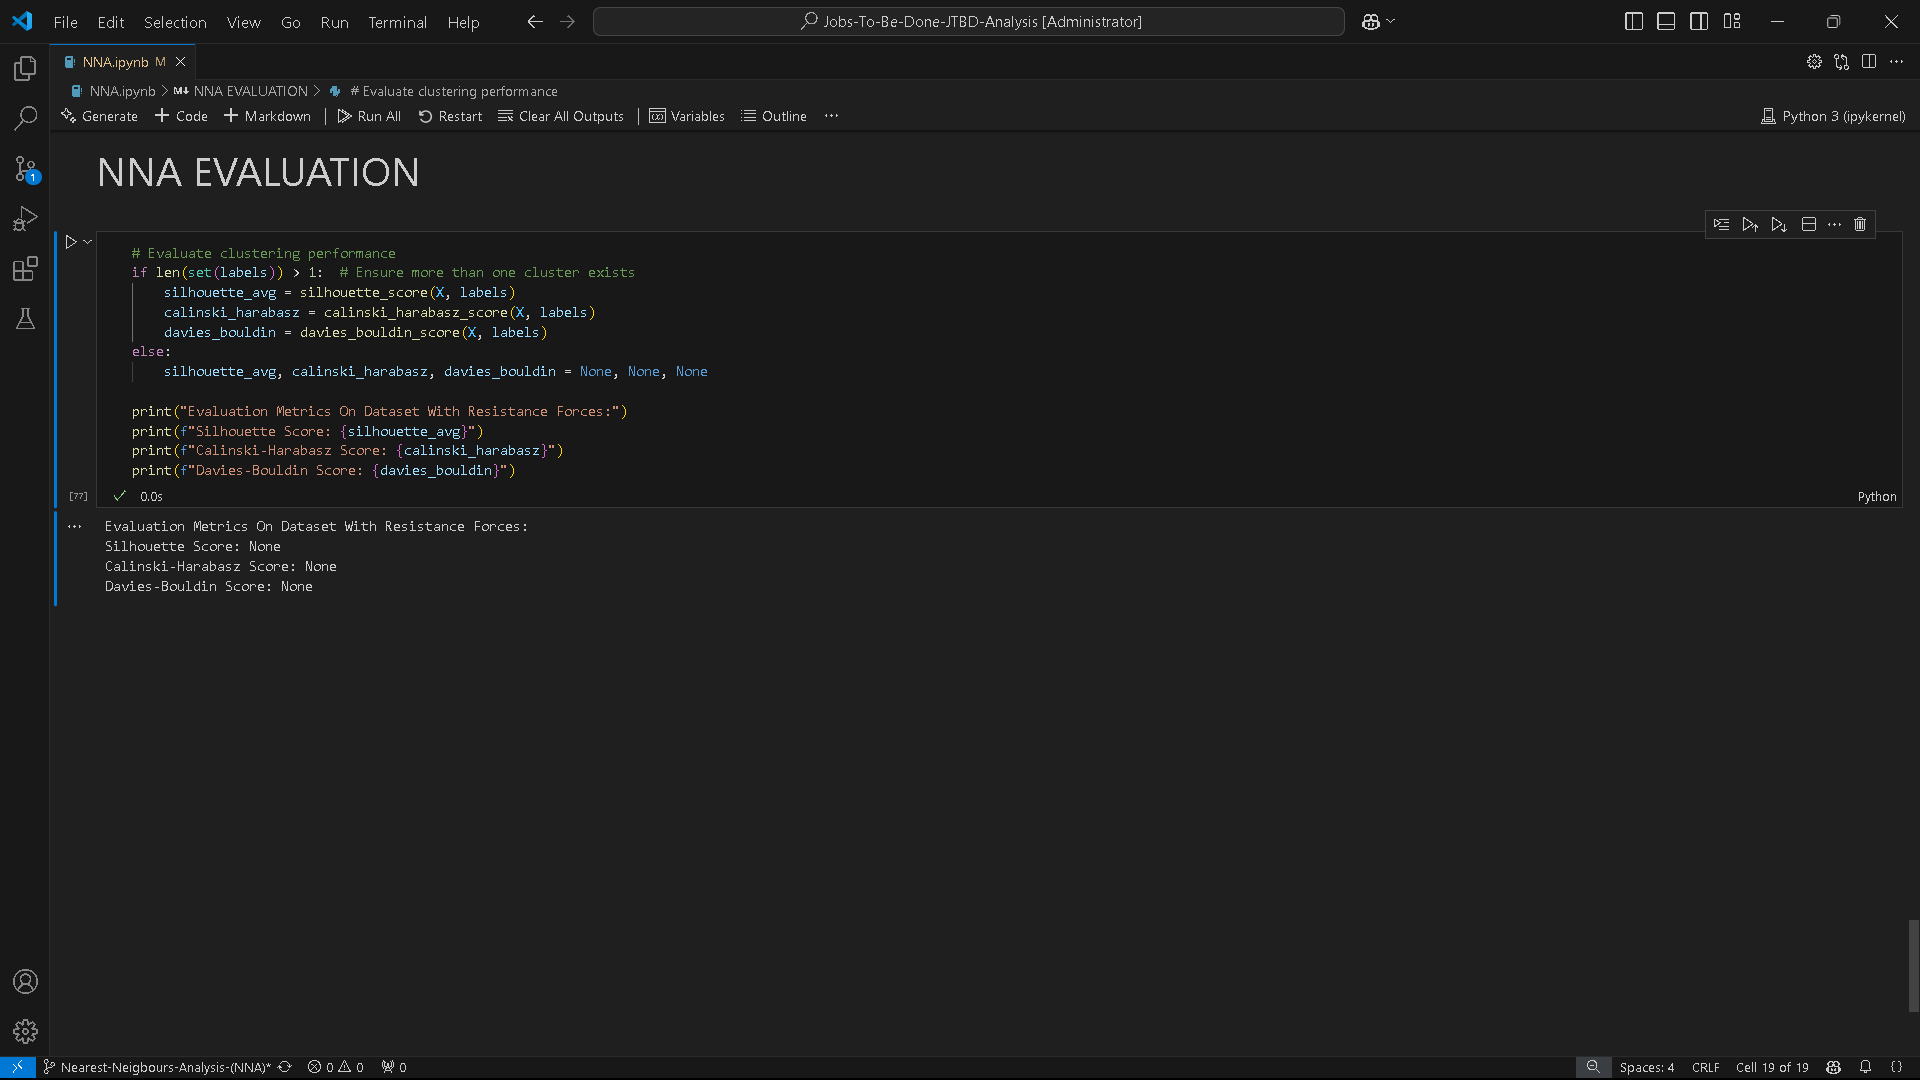 File Edit Selection View Go Run Terminal Help
Jobs-To-Be-Done-JTBD-Analysis [Administrator]
NNA.ipynb M
NNA.ipynb > M↓ NNA EVALUATION > # Evaluate clustering performance
Generate + Code + Markdown | Run All Restart Clear All Outputs | Variables Outline ...
Python 3 (ipykernel)
NNA EVALUATION
# Evaluate clustering performance
if len(set(labels)) > 1:  # Ensure more than one cluster exists
    silhouette_avg = silhouette_score(X, labels)
    calinski_harabasz = calinski_harabasz_score(X, labels)
    davies_bouldin = davies_bouldin_score(X, labels)
else:
    silhouette_avg, calinski_harabasz, davies_bouldin = None, None, None
print("Evaluation Metrics On Dataset With Resistance Forces:")
print(f"Silhouette Score: {silhouette_avg}")
print(f"Calinski-Harabasz Score: {calinski_harabasz}")
print(f"Davies-Bouldin Score: {davies_bouldin}")
[77] 0.0s
Python
Evaluation Metrics On Dataset With Resistance Forces:
Silhouette Score: None
Calinski-Harabasz Score: None
Davies-Bouldin Score: None
1
Nearest-Neigbours-Analysis-(NNA)* 0 0 0
Spaces: 4 CRLF Cell 19 of 19